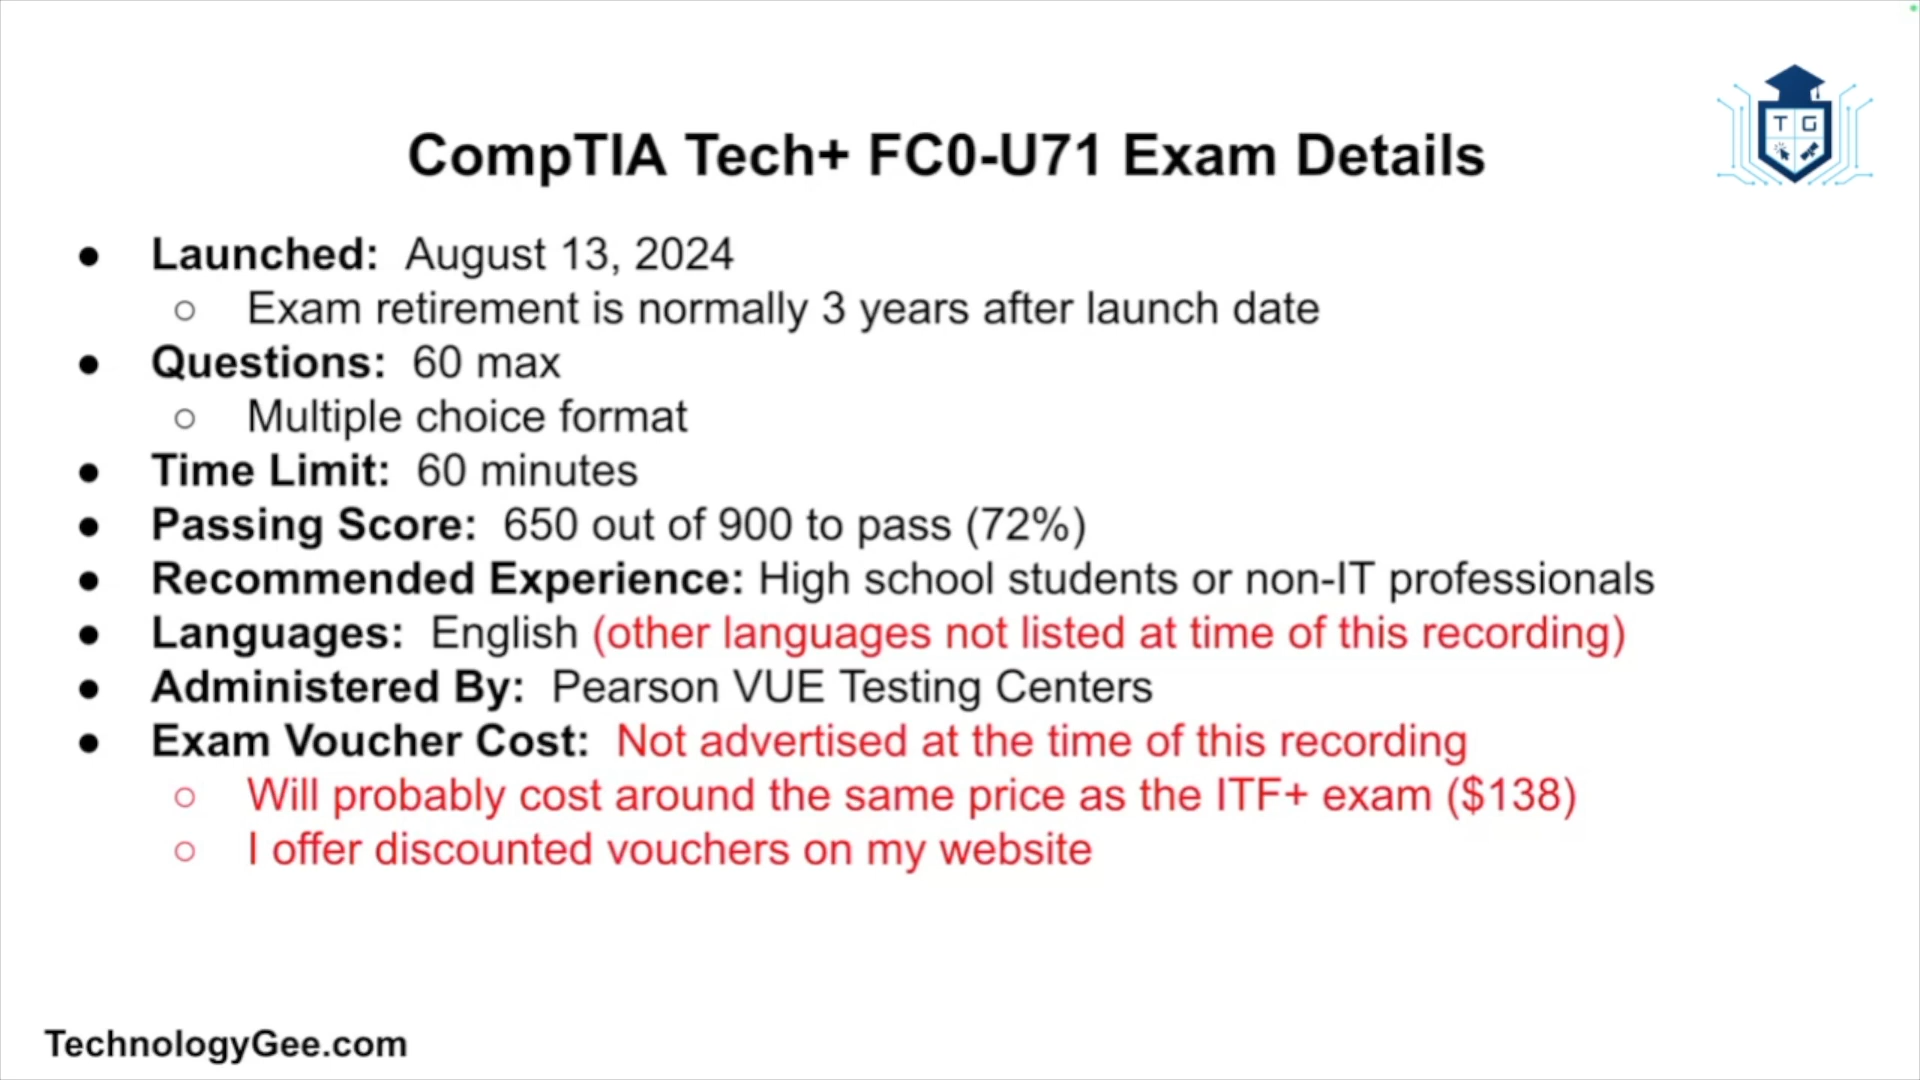 T G
CompTIA Tech+ FC0-U71 Exam Details
● Launched: August 13, 2024
○ Exam retirement is normally 3 years after launch date
● Questions: 60 max
○ Multiple choice format
● Time Limit: 60 minutes
● Passing Score: 650 out of 900 to pass (72%)
● Recommended Experience: High school students or non-IT professionals
● Languages: English (other languages not listed at time of this recording)
● Administered By: Pearson VUE Testing Centers
● Exam Voucher Cost: Not advertised at the time of this recording
○ Will probably cost around the same price as the ITF+ exam ($138)
○ I offer discounted vouchers on my website
TechnologyGee.com